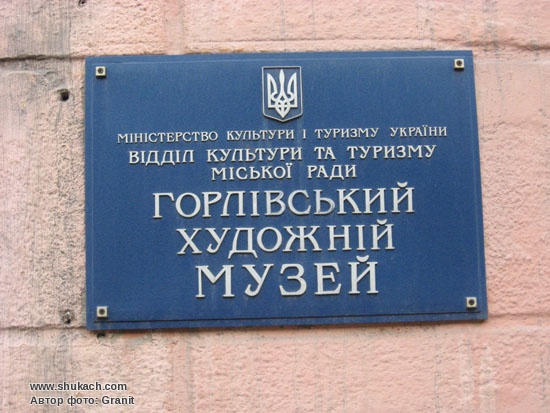 МІНІСТЕРСТВО КУЛЬТУРИ І ТУРИЗМУ УКРАЇНИ
ВІДДІЛ КУЛЬТУРИ ТА ТУРИЗМУ
МІСЬКОЇ РАДИ
ГОРЛІВСЬКИЙ
ХУДОЖНІЙ
МУЗЕЙ
www.shukach.com
Автор фото: Granit